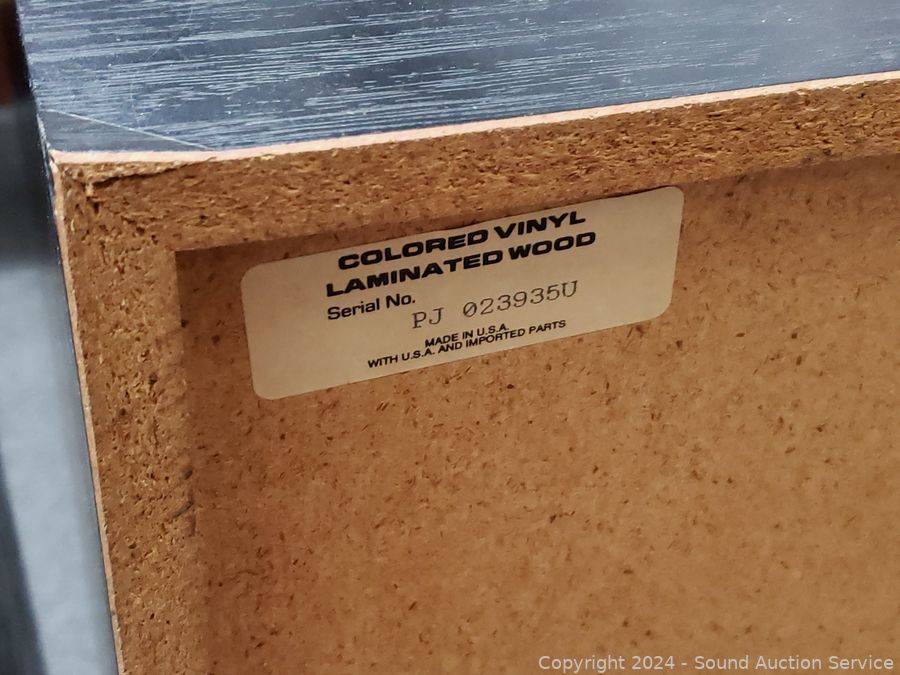 COLORED VINYL
LAMINATED WOOD
Serial No.
PJ 023935U
MADE IN U.S.A.
WITH U.S.A. AND IMPORTED PARTS
Copyright 2024 - Sound Auction Service